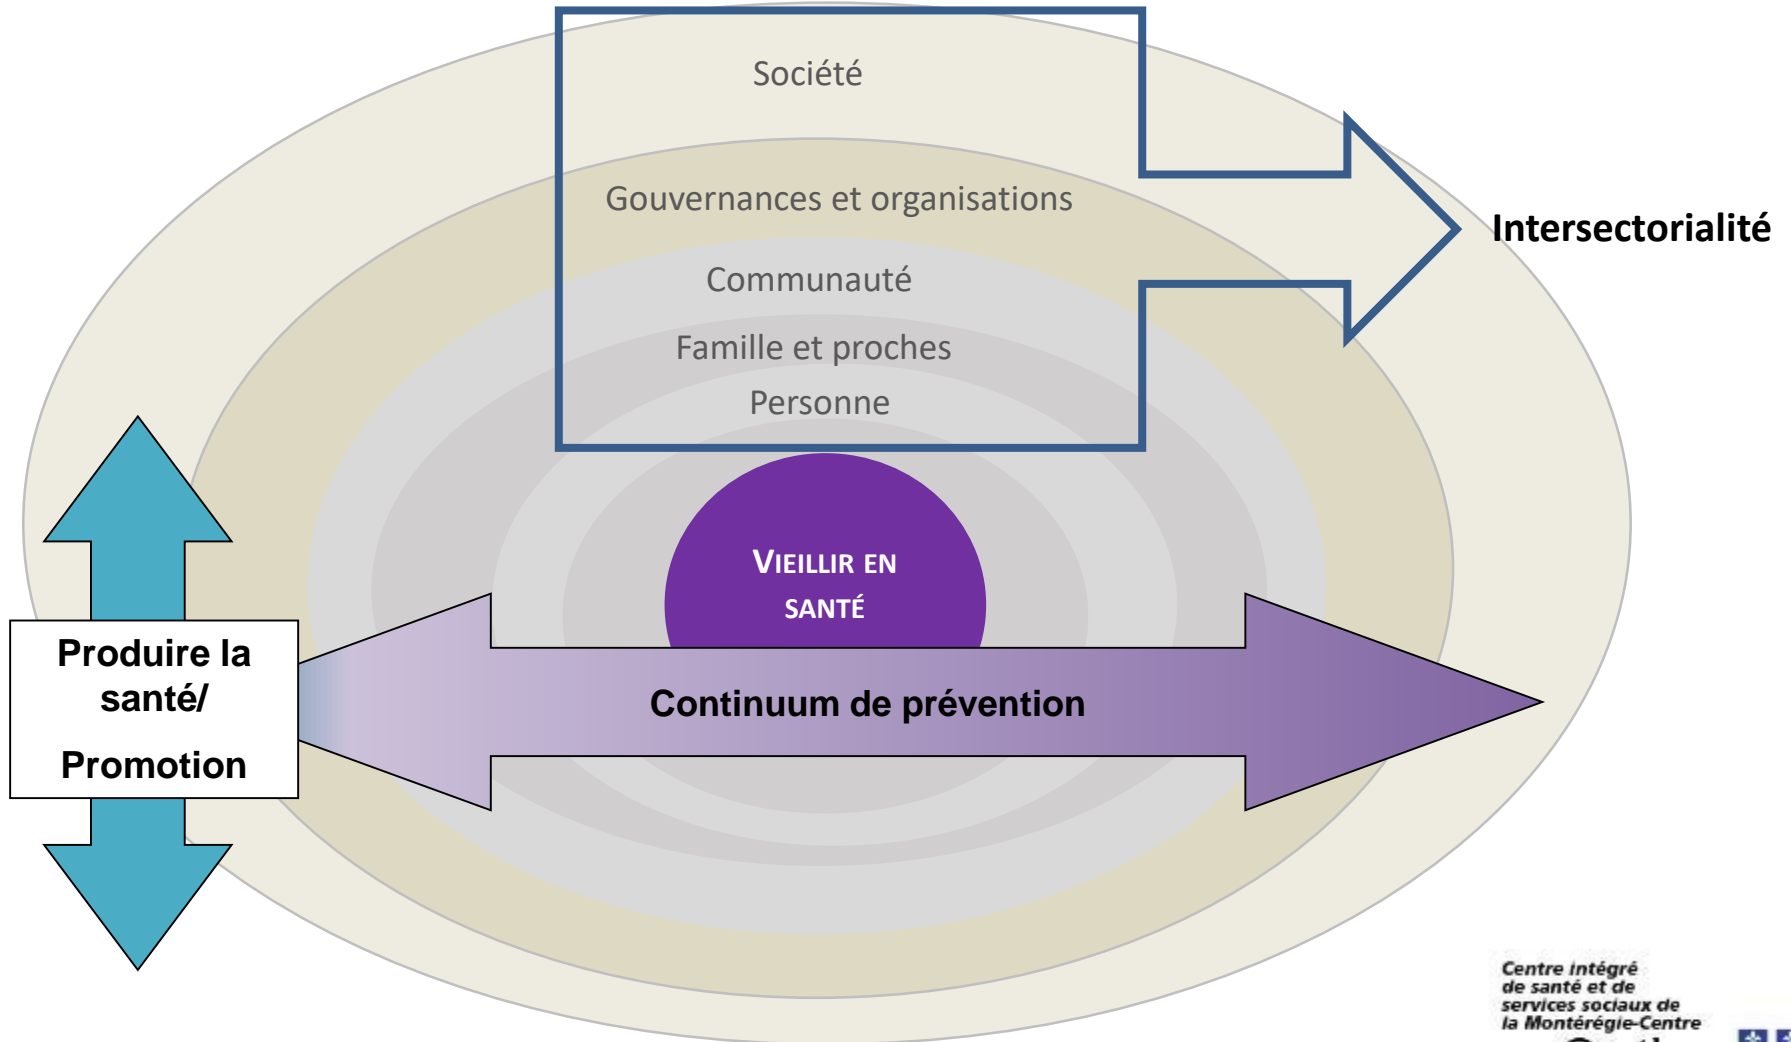 Société
Gouvernances et organisations
Intersectorialité
Communauté
Famille et proches
Personne
VIEILLIR EN
SANTÉ
Produire la
santé/
Promotion
Continuum de prévention
Centre intégré
de santé et de
services sociaux de
la Montérégie-Centre